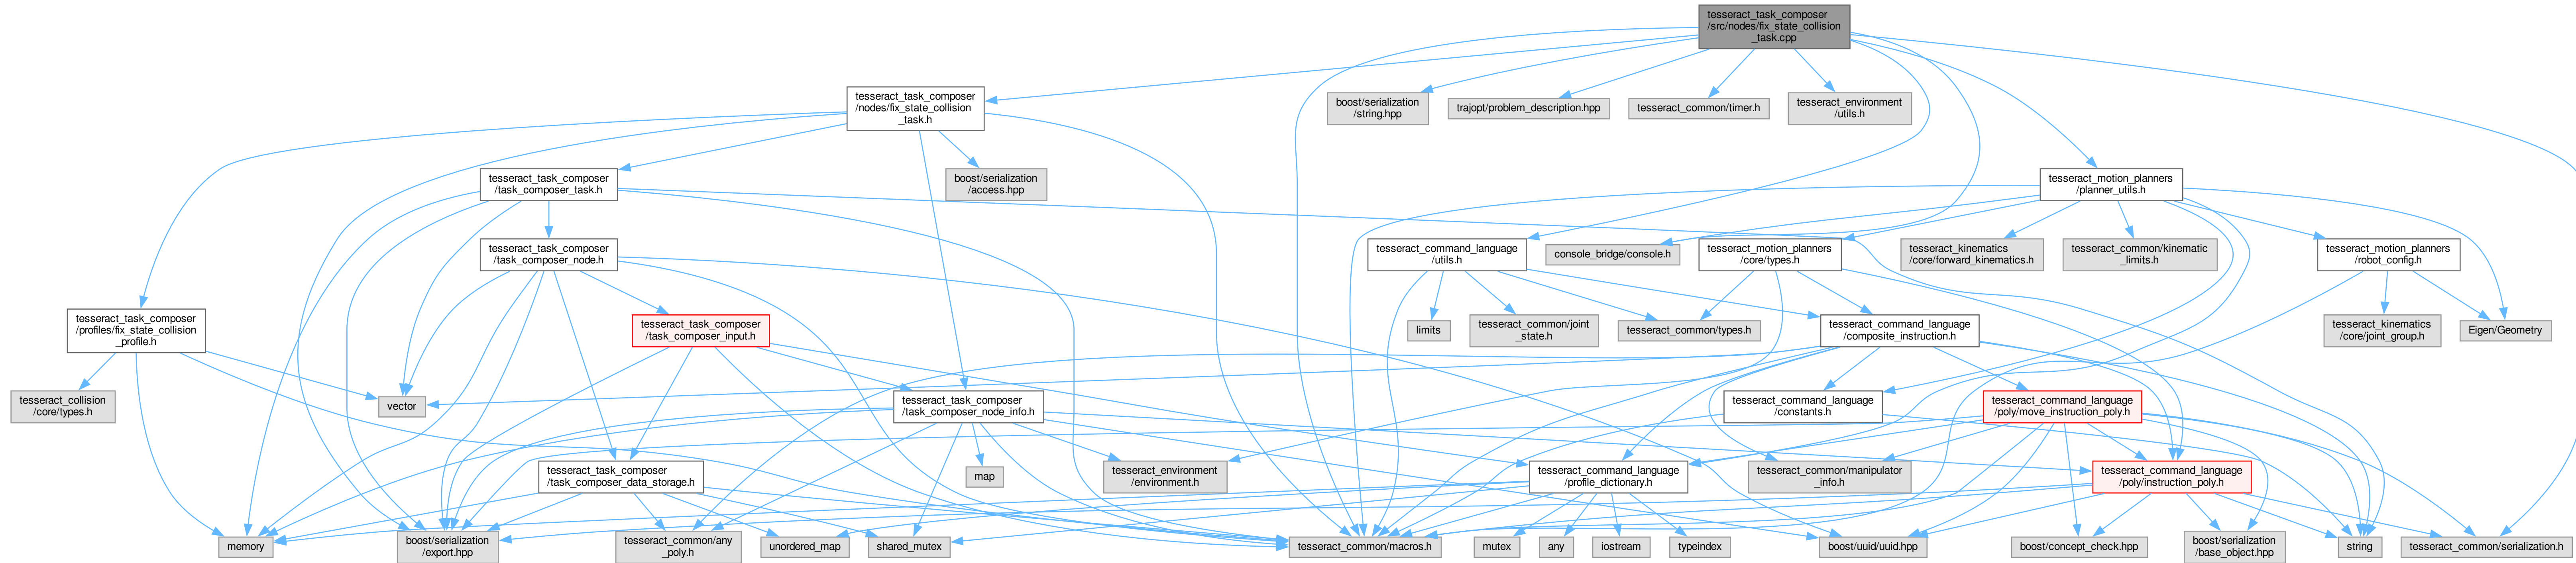 tesseract_task_composer
/src/nodes/fix_state_collision
_task.cpp
tesseract_task_composer
/nodes/fix_state_collision
_task.h
boost/serialization
/string.hpp
trajopt/problem_description.hpp
tesseract_common/timer.h
tesseract_environment
/utils.h
tesseract_task_composer
/task_composer_task.h
boost/serialization
/access.hpp
tesseract_motion_planners
/planner_utils.h
tesseract_task_composer
/task_composer_node.h
tesseract_command_language
/utils.h
console_bridge/console.h
tesseract_motion_planners
/core/types.h
tesseract_kinematics
/core/forward_kinematics.h
tesseract_common/kinematic
_limits.h
tesseract_motion_planners
/robot_config.h
tesseract_task_composer
/profiles/fix_state_collision
_profile.h
tesseract_task_composer
/task_composer_input.h
limits
tesseract_common/joint
_state.h
tesseract_common/types.h
tesseract_command_language
/composite_instruction.h
tesseract_kinematics
/core/joint_group.h
Eigen/Geometry
tesseract_collision
/core/types.h
vector
tesseract_task_composer
/task_composer_node_info.h
tesseract_command_language
/constants.h
tesseract_command_language
/poly/move_instruction_poly.h
tesseract_task_composer
/task_composer_data_storage.h
map
tesseract_environment
/environment.h
tesseract_command_language
/profile_dictionary.h
tesseract_common/manipulator
_info.h
tesseract_command_language
/poly/instruction_poly.h
memory
boost/serialization
/export.hpp
tesseract_common/any
_poly.h
unordered_map
shared_mutex
tesseract_common/macros.h
mutex
any
iostream
typeindex
boost/uuid/uuid.hpp
boost/concept_check.hpp
boost/serialization
/base_object.hpp
string
tesseract_common/serialization.h